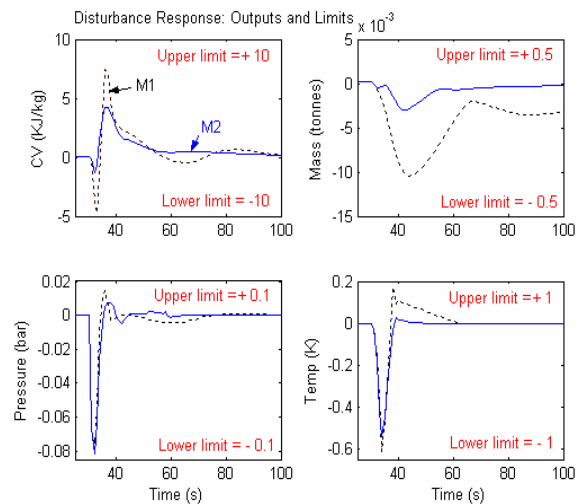 Disturbance Response: Outputs and Limits
10
5
0
-5
CV (KJ/kg)
Upper limit =+ 10
M1
M2
Lower limit = -10
40 60 80 100
× 10⁻³
5
0
-5
-10
-15
Mass (tonnes)
Upper limit =+ 0.5
Lower limit = - 0.5
40 60 80 100
0.02
0
-0.02
-0.04
-0.06
-0.08
Pressure (bar)
Upper limit =+ 0.1
Lower limit = - 0.1
40 60 80 100
Time (s)
0.2
0
-0.2
-0.4
-0.6
Temp (K)
Upper limit =+ 1
Lower limit = - 1
40 60 80 100
Time (s)